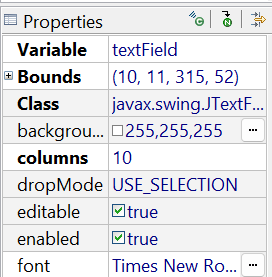 Properties
Variable textField
Bounds (10, 11, 315, 52)
Class javax.swing.JTextF...
backgrou... 255,255,255 ...
columns 10
dropMode USE_SELECTION
editable true
enabled true
font Times New Ro... ...